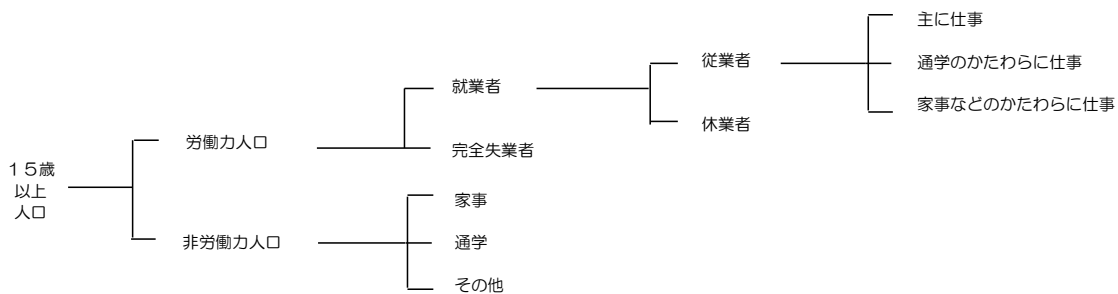 主に仕事
従業者
通学のかたわらに仕事
就業者
家事などのかたわらに仕事
休業者
労働力人口
完全失業者
１５歳
以上
人口
家事
非労働力人口
通学
その他